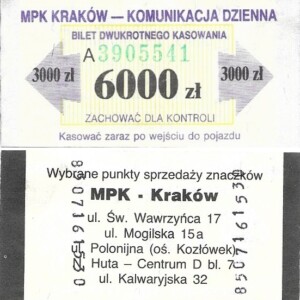 MPK KRAKÓW — KOMUNIKACJA DZIENNA
BILET DWUKROTNEGO KASOWANIA
A 3905541
3000 zł 6000 zł 3000 zł
ZACHOWAĆ DLA KONTROLI
Kasować zaraz po wejściu do pojazdu
Wybrane punkty sprzedaży znaczków
MPK - Kraków
ul. Św. Wawrzyńca 17
ul. Mogilska 15a
Polonijna (oś. Kozłówek)
Huta – Centrum D bl. 7
ul. Kalwaryjska 32